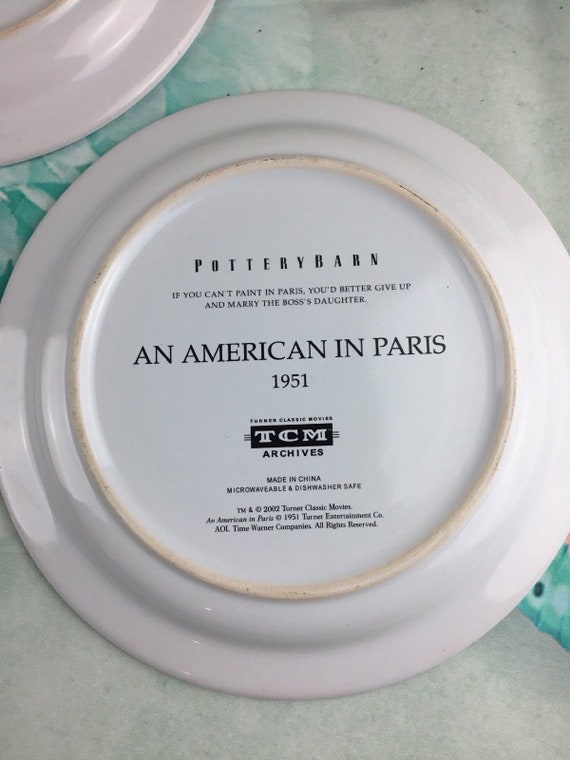 POTTERYBARN
IF YOU CAN'T PAINT IN PARIS, YOU'D BETTER GIVE UP
AND MARRY THE BOSS'S DAUGHTER.
AN AMERICAN IN PARIS
1951
TURNER CLASSIC MOVIES
TCM
ARCHIVES
MADE IN CHINA
MICROWAVEABLE & DISHWASHER SAFE
TM & © 2002 Turner Classic Movies.
An American in Paris © 1951 Turner Entertainment Co.
AOL Time Warner Companies. All Rights Reserved.